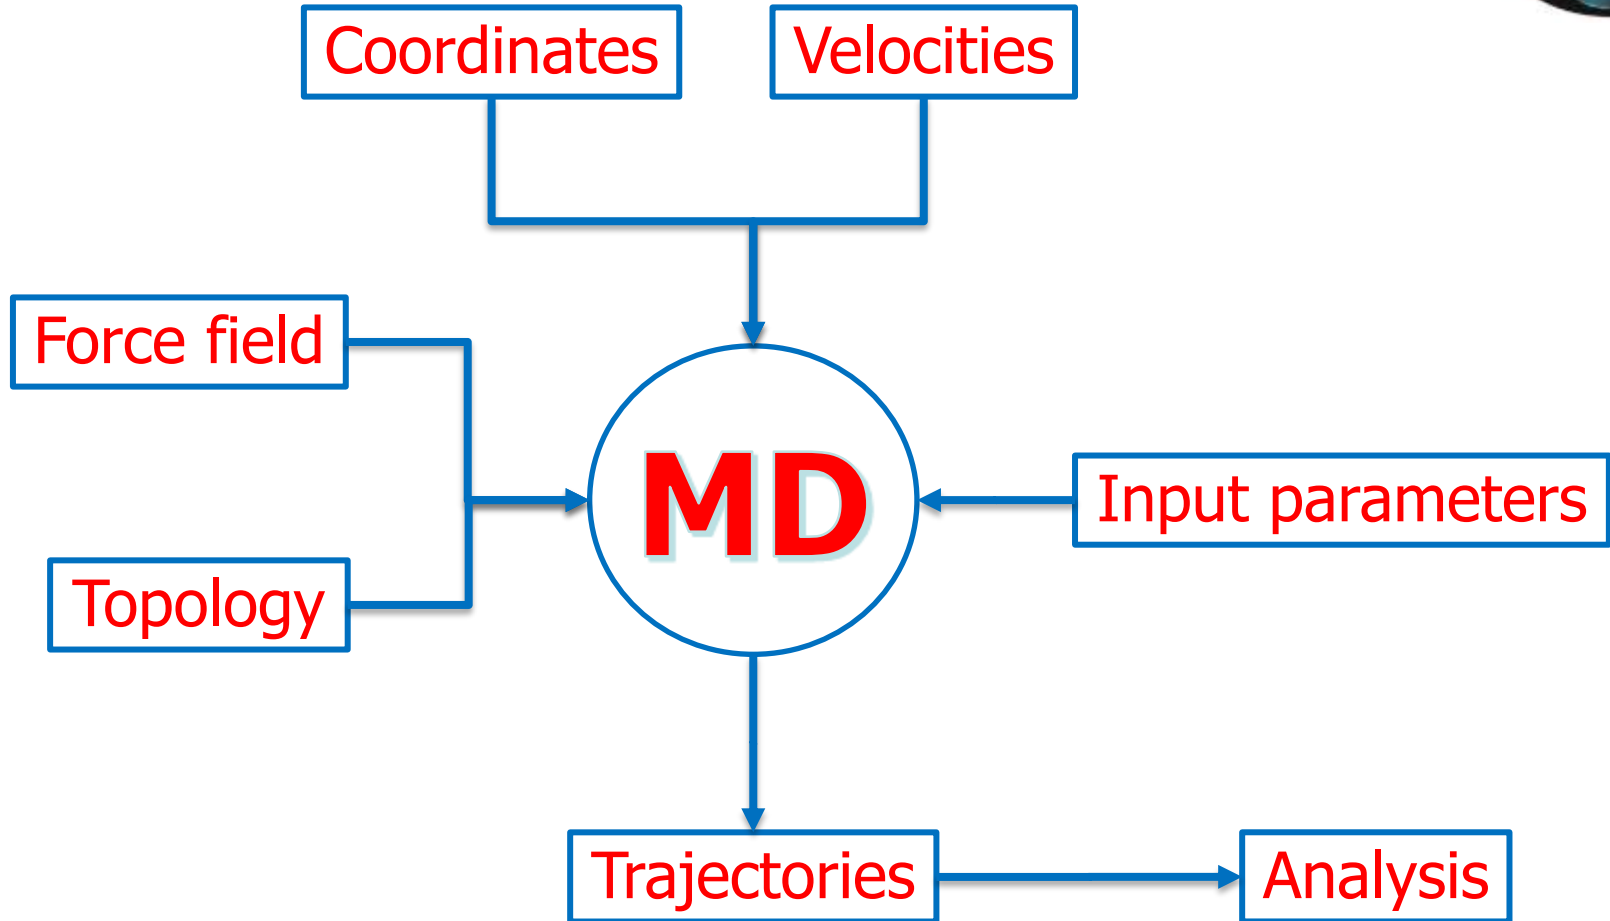 Coordinates
Velocities
Force field
MD
Input parameters
Topology
Trajectories
Analysis